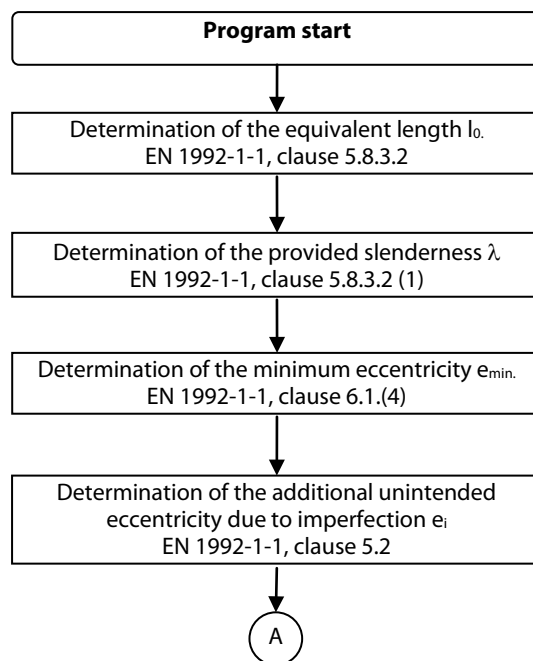 Program start
Determination of the equivalent length l₀.
EN 1992-1-1, clause 5.8.3.2
Determination of the provided slenderness λ
EN 1992-1-1, clause 5.8.3.2 (1)
Determination of the minimum eccentricity eₘᵢₙ.
EN 1992-1-1, clause 6.1.(4)
Determination of the additional unintended
eccentricity due to imperfection eᵢ
EN 1992-1-1, clause 5.2
A